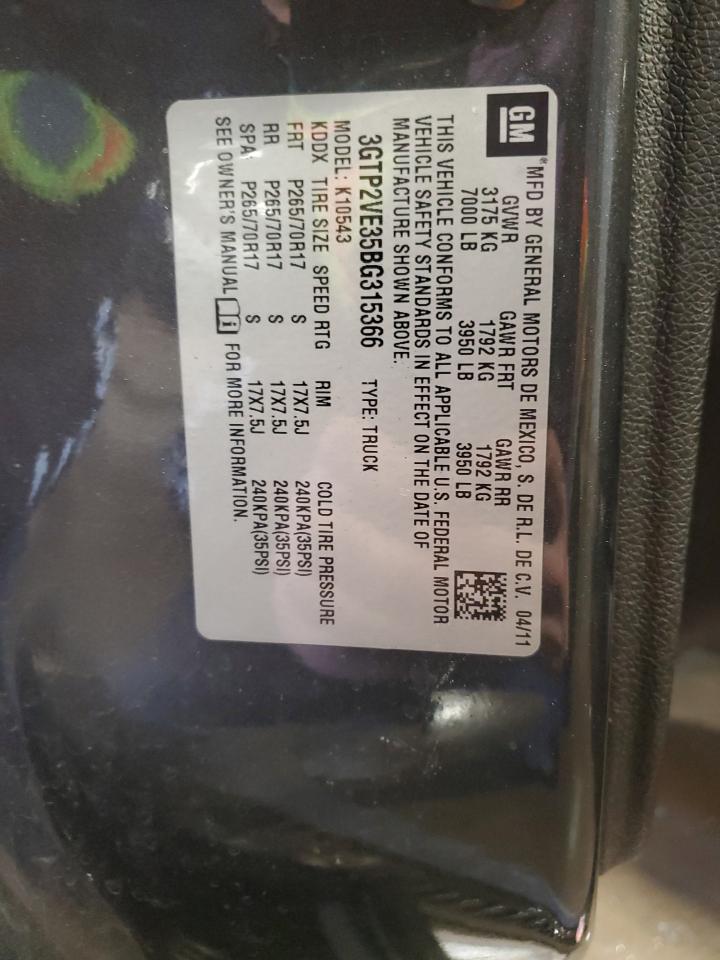 GM® MFD BY GENERAL MOTORS DE MEXICO, S. DE R.L. DE C.V. 04/11
GVWR GAWR FRT GAWR RR
3175 KG 1792 KG 1792 KG
7000 LB 3950 LB 3950 LB
THIS VEHICLE CONFORMS TO ALL APPLICABLE U.S. FEDERAL MOTOR
VEHICLE SAFETY STANDARDS IN EFFECT ON THE DATE OF
MANUFACTURE SHOWN ABOVE.
3GTP2VE35BG315366 TYPE: TRUCK
MODEL: K10543
KDDX TIRE SIZE SPEED RTG RIM COLD TIRE PRESSURE
FRT P265/70R17 S 17X7.5J 240KPA(35PSI)
RR P265/70R17 S 17X7.5J 240KPA(35PSI)
SPA: P265/70R17 S 17X7.5J 240KPA(35PSI)
SEE OWNER'S MANUAL FOR MORE INFORMATION.